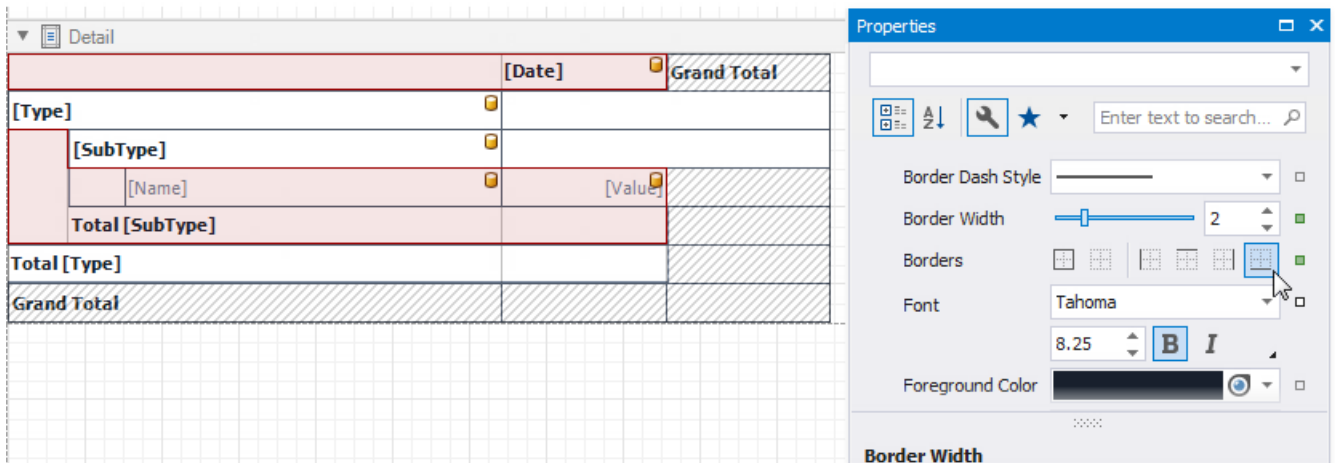 Detail
[Date] Grand Total
[Type]
[SubType]
[Name] [Value]
Total [SubType]
Total [Type]
Grand Total
Properties
Enter text to search...
Border Dash Style
Border Width 2
Borders
Font Tahoma
8.25 B I
Foreground Color
Border Width